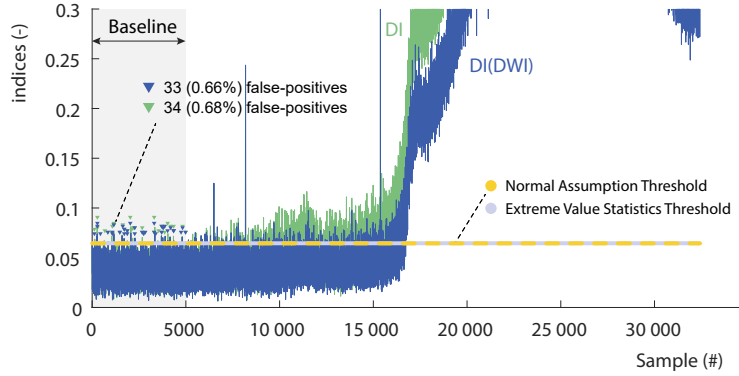 0.3
Baseline
DI
indices (-)
DI(DWI)
33 (0.66%) false-positives
34 (0.68%) false-positives
0.2
0.15
Normal Assumption Threshold
0.1
Extreme Value Statistics Threshold
0.05
0
0 5000 10 000 15 000 20 000 25 000 30 000
Sample (#)